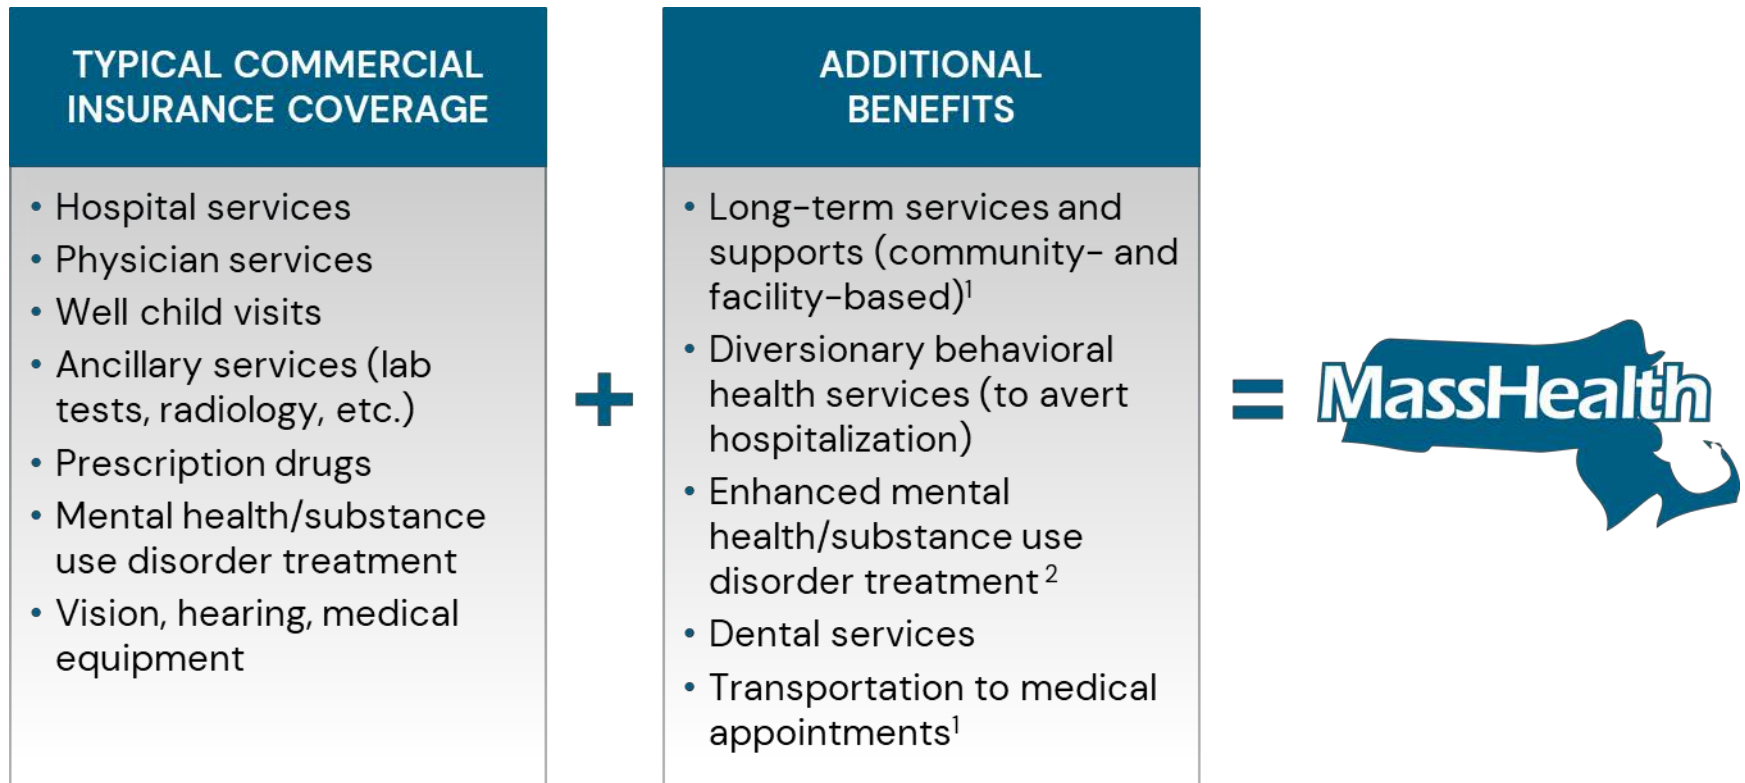 TYPICAL COMMERCIAL
INSURANCE COVERAGE
• Hospital services
• Physician services
• Well child visits
• Ancillary services (lab
tests, radiology, etc.)
• Prescription drugs
• Mental health/substance
use disorder treatment
• Vision, hearing, medical
equipment
+
ADDITIONAL
BENEFITS
• Long-term services and
supports (community- and
facility-based)¹
• Diversionary behavioral
health services (to avert
hospitalization)
• Enhanced mental
health/substance use
disorder treatment²
• Dental services
• Transportation to medical
appointments¹
=
MassHealth